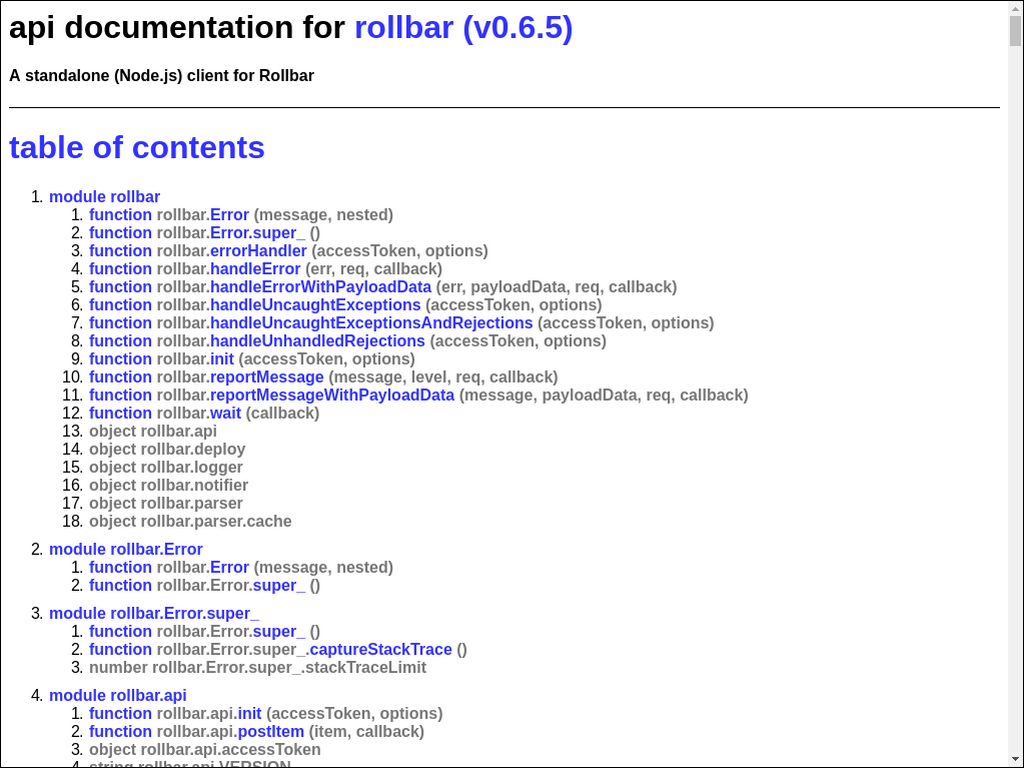 api documentation for rollbar (v0.6.5)
A standalone (Node.js) client for Rollbar
table of contents
1. module rollbar
1. function rollbar.Error (message, nested)
2. function rollbar.Error.super_ ()
3. function rollbar.errorHandler (accessToken, options)
4. function rollbar.handleError (err, req, callback)
5. function rollbar.handleErrorWithPayloadData (err, payloadData, req, callback)
6. function rollbar.handleUncaughtExceptions (accessToken, options)
7. function rollbar.handleUncaughtExceptionsAndRejections (accessToken, options)
8. function rollbar.handleUnhandledRejections (accessToken, options)
9. function rollbar.init (accessToken, options)
10. function rollbar.reportMessage (message, level, req, callback)
11. function rollbar.reportMessageWithPayloadData (message, payloadData, req, callback)
12. function rollbar.wait (callback)
13. object rollbar.api
14. object rollbar.deploy
15. object rollbar.logger
16. object rollbar.notifier
17. object rollbar.parser
18. object rollbar.parser.cache
2. module rollbar.Error
1. function rollbar.Error (message, nested)
2. function rollbar.Error.super_ ()
3. module rollbar.Error.super_
1. function rollbar.Error.super_ ()
2. function rollbar.Error.super_.captureStackTrace ()
3. number rollbar.Error.super_.stackTraceLimit
4. module rollbar.api
1. function rollbar.api.init (accessToken, options)
2. function rollbar.api.postItem (item, callback)
3. object rollbar.api.accessToken
4. string rollbar.api.VERSION